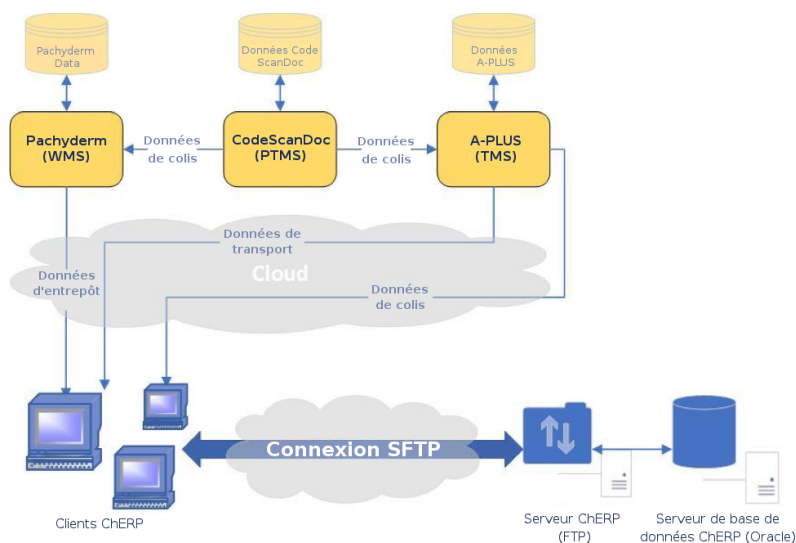 Pachyderm
Data
Données Code
ScanDoc
Données
A-PLUS
Pachyderm
(WMS)
Données
de colis
CodeScanDoc
(PTMS)
Données
de colis
A-PLUS
(TMS)
Données de
transport
Cloud
Données
d'entrepôt
Données
de colis
Connexion SFTP
Clients ChERP
Serveur ChERP
(FTP)
Serveur de base de
données ChERP (Oracle)